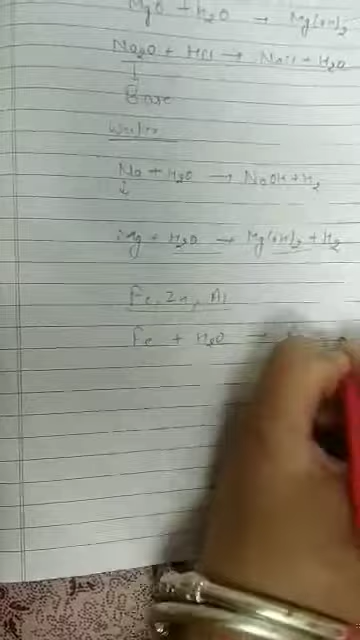 MgO + H2O → Mg(OH)2
Na2O + HCl → NaCl + H2O
↓
Base
Water
Na + H2O → NaOH + H2
↓
Mg + H2O → Mg(OH)2 + H2
Fe, Zn, Al
Fe + H2O →